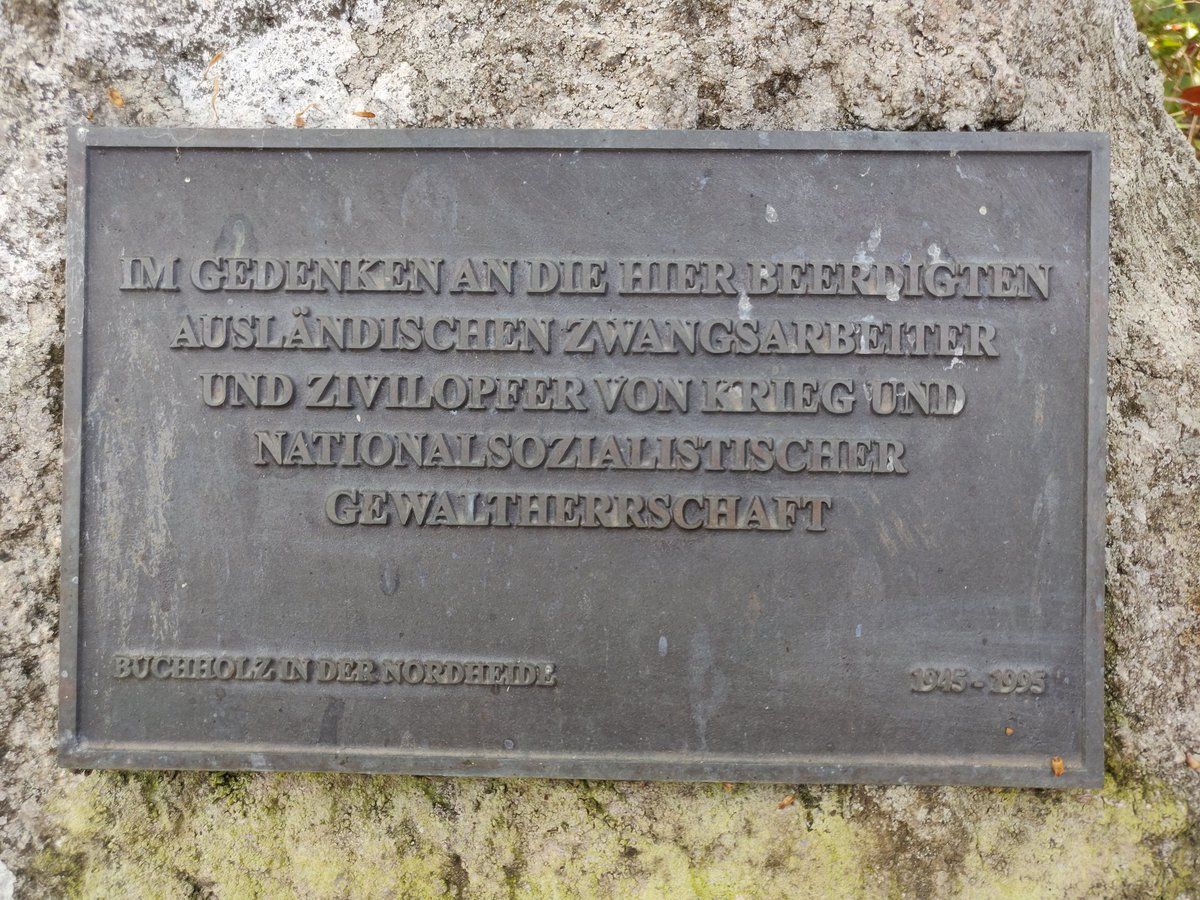 IM GEDENKEN AN DIE HIER BEERDIGTEN
AUSLÄNDISCHEN ZWANGSARBEITER
UND ZIVILOPFER VON KRIEG UND
NATIONALSOZIALISTISCHER
GEWALTHERRSCHAFT
BUCHHOLZ IN DER NORDHEIDE 1945 - 1995